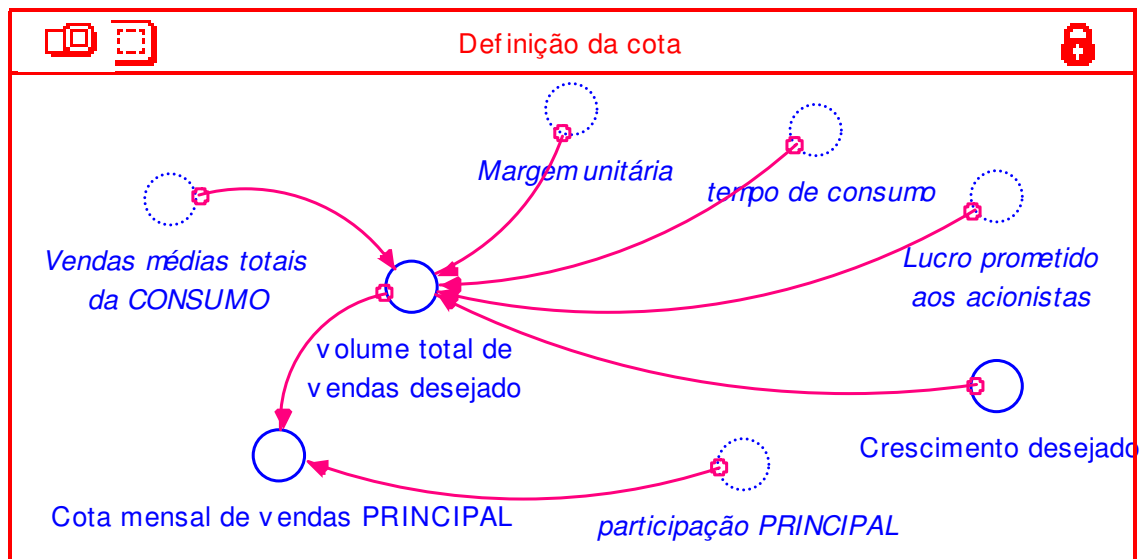 Definição da cota
Margem unitária
tempo de consumo
Vendas médias totais
da CONSUMO
Lucro prometido
aos acionistas
volume total de
vendas desejado
Crescimento desejado
Cota mensal de vendas PRINCIPAL
participação PRINCIPAL